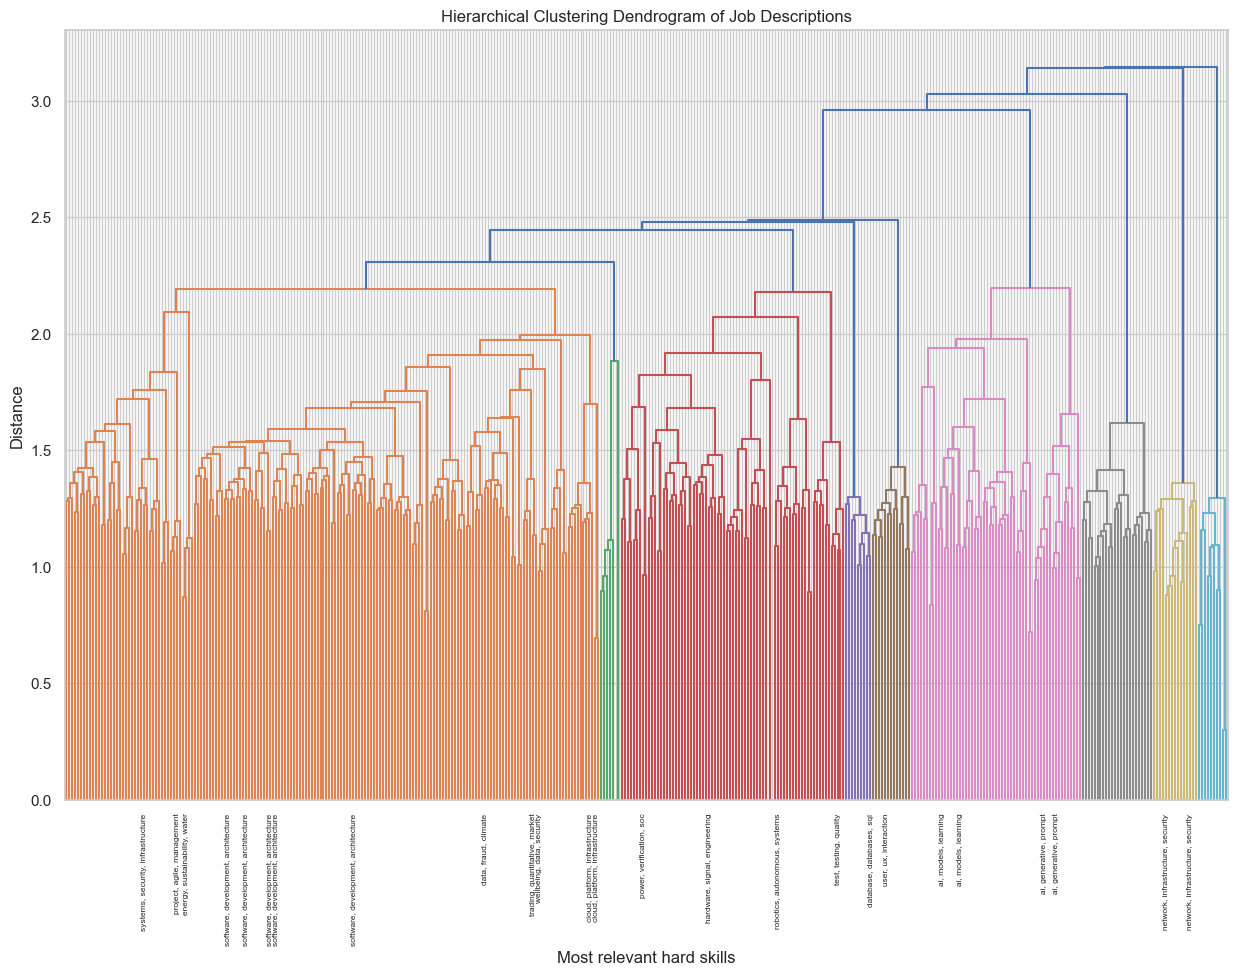 Hierarchical Clustering Dendrogram of Job Descriptions
3.0
2.5
2.0
1.5
1.0
0.5
0.0
Distance
systems, security, infrastructure
project, agile, management
energy, sustainability, water
software, development, architecture
software, development, architecture
software, development, architecture
software, development, architecture
software, development, architecture
data, fraud, climate
trading, quantitative, market
wellbeing, data, security
cloud, platform, infrastructure
cloud, platform, infrastructure
power, verification, soc
hardware, signal, engineering
robotics, autonomous, systems
test, testing, quality
database, databases, sql
user, ux, interaction
ai, models, learning
ai, models, learning
ai, generative, prompt
ai, generative, prompt
network, infrastructure, security
network, infrastructure, security
Most relevant hard skills